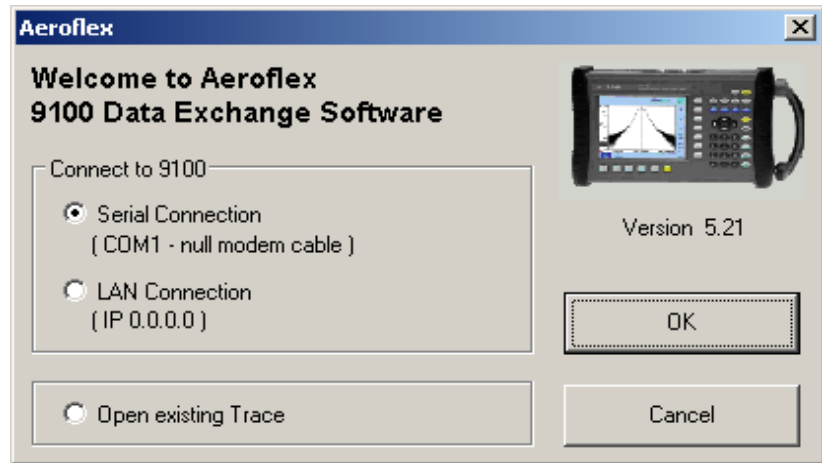 Aeroflex
Welcome to Aeroflex
9100 Data Exchange Software
Connect to 9100
Serial Connection
( COM1 - null modem cable )
LAN Connection
( IP 0.0.0.0 )
Open existing Trace
Version 5.21
OK
Cancel